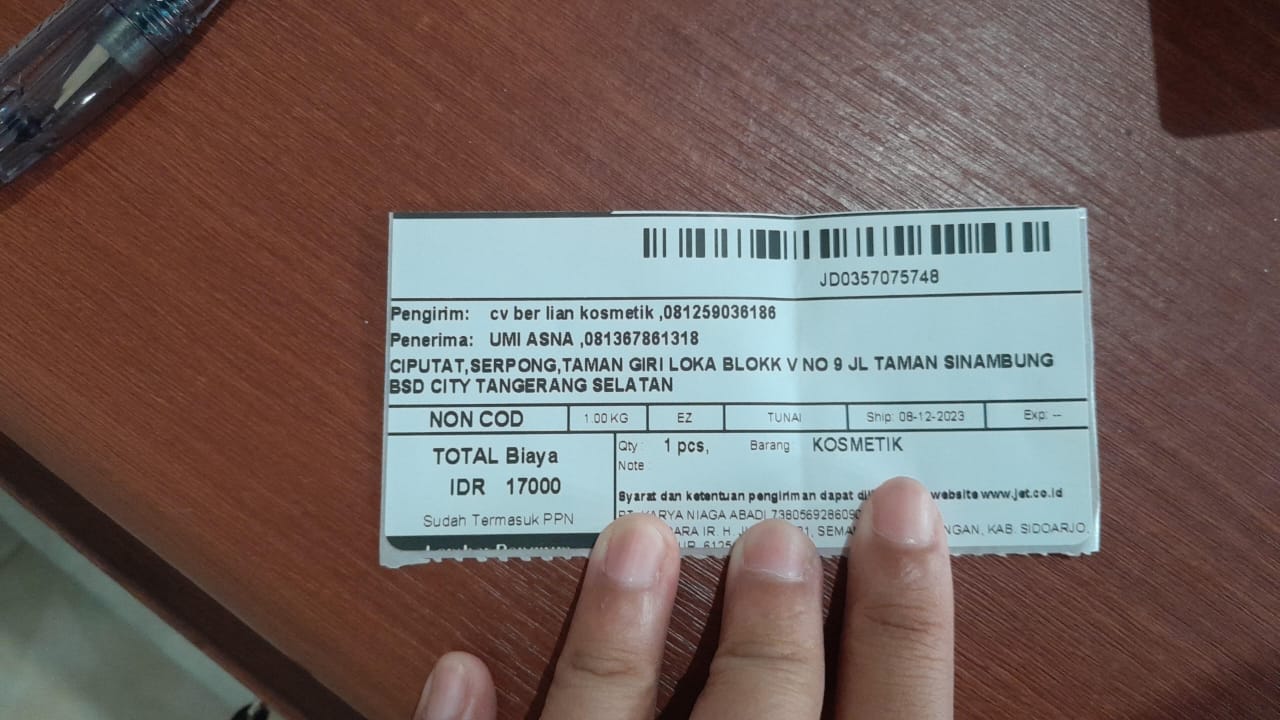 JD0357075748
Pengirim: cv ber lian kosmetik ,081259036186
Penerima: UMI ASNA ,081367861318
CIPUTAT,SERPONG,TAMAN GIRI LOKA BLOKK V NO 9 JL TAMAN SINAMBUNG
BSD CITY TANGERANG SELATAN
NON COD 1.00 KG EZ TUNAI Ship: 08-12-2023 Exp: --
TOTAL Biaya
IDR 17000
Sudah Termasuk PPN
Qty : 1 pcs, Barang KOSMETIK
Note :
Syarat dan ketentuan pengiriman dapat website www.jet.co.id
PT. KARYA NIAGA ABADI
IR. H. KAB. SIDOARJO,